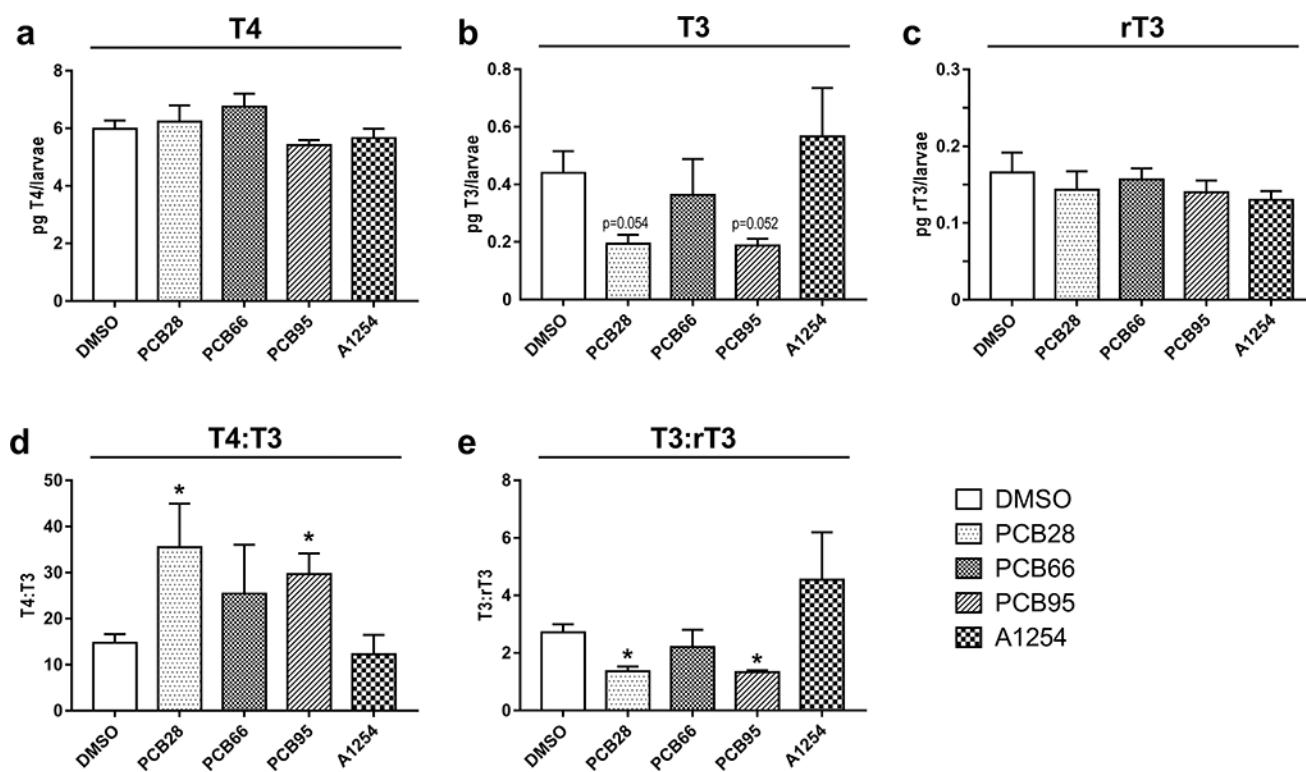 a
T4
pg T4/larvae
8
6
4
2
0
DMSO
PCB28
PCB66
PCB95
A1254
b
T3
pg T3/larvae
0.8
0.6
0.4
0.2
0
p=0.054
p=0.052
DMSO
PCB28
PCB66
PCB95
A1254
c
rT3
pg rT3/larvae
0.3
0.2
0.1
0
DMSO
PCB28
PCB66
PCB95
A1254
d
T4:T3
T4:T3
50
40
30
20
10
0
*
*
DMSO
PCB28
PCB66
PCB95
A1254
e
T3:rT3
T3:rT3
8
6
4
2
0
*
*
DMSO
PCB28
PCB66
PCB95
A1254
DMSO
PCB28
PCB66
PCB95
A1254